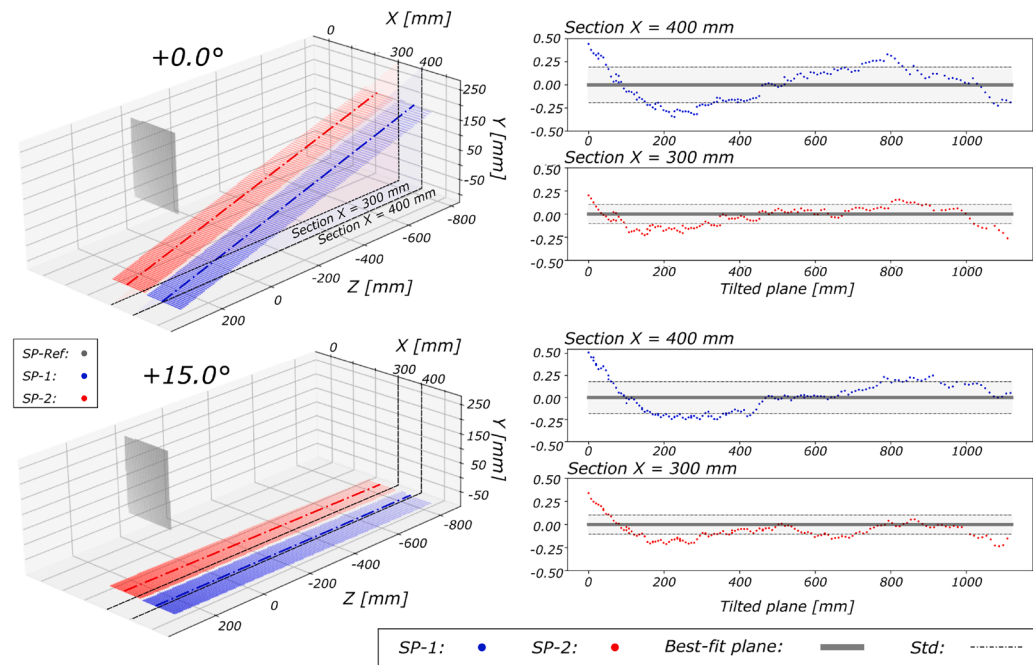 +0.0°
X [mm]
0
300
400
250
150
50
-50
Y [mm]
Section X = 300 mm
Section X = 400 mm
-800
-600
-400
-200
0
200
Z [mm]
SP-Ref:
SP-1:
SP-2:
+15.0°
X [mm]
0
300
400
250
150
50
-50
Y [mm]
-800
-600
-400
-200
0
200
Z [mm]
Section X = 400 mm
0.50
0.25
0.00
-0.25
-0.50
0 200 400 600 800 1000
Section X = 300 mm
0.50
0.25
0.00
-0.25
-0.50
0 200 400 600 800 1000
Tilted plane [mm]
Section X = 400 mm
0.50
0.25
0.00
-0.25
-0.50
0 200 400 600 800 1000
Section X = 300 mm
0.50
0.25
0.00
-0.25
-0.50
0 200 400 600 800 1000
Tilted plane [mm]
SP-1: SP-2: Best-fit plane: Std: